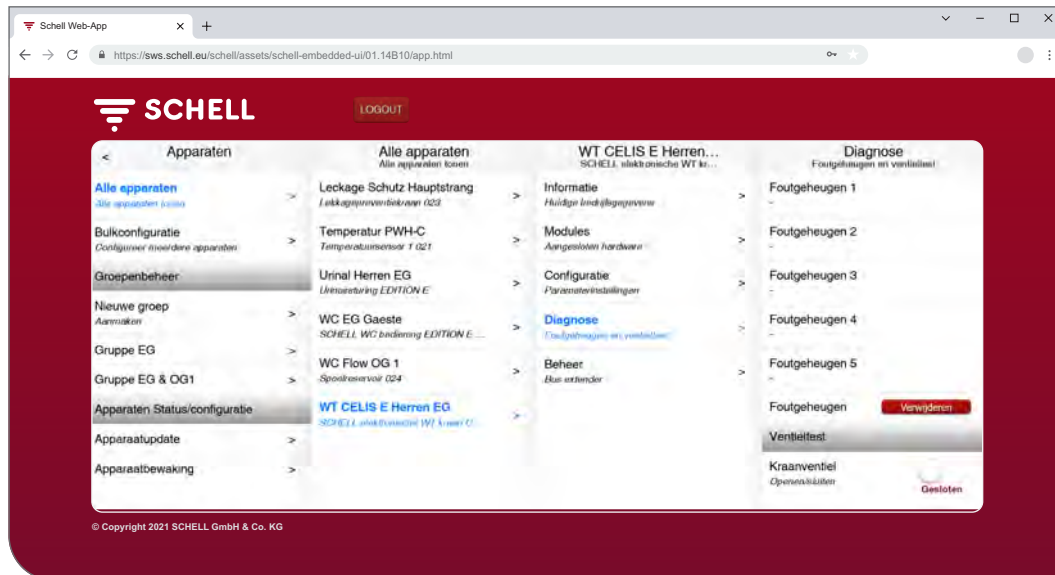 Schell Web-App
https://sws.schell.eu/schell/assets/schell-embedded-ui/01.14B10/app.html
SCHELL
LOGOUT
< Apparaten
Alle apparaten
Alle apparaten tonen
>
Bulkconfiguratie
Configureer meerdere apparaten
>
Groepenbeheer
Nieuwe groep
Aanmaken
>
Gruppe EG >
Gruppe EG & OG1 >
Apparaten Status/configuratie
Apparaatupdate >
Apparaatbewaking >
Alle apparaten
Alle apparaten tonen
Leckage Schutz Hauptstrang
Lekkagepreventiekraan 023
>
Temperatur PWH-C
Temperatuursensor 1 021
>
Urinal Herren EG
Urinoirsturing EDITION E
>
WC EG Gaeste
SCHELL WC bediening EDITION E ...
>
WC Flow OG 1
Spoelreservoir 024
>
WT CELIS E Herren EG
SCHELL elektronische WT kraan C...
>
WT CELIS E Herren...
SCHELL elektronische WT kr...
Informatie
Huidige bedrijfsgegevens
>
Modules
Aangesloten hardware
>
Configuratie
Parameterinstellingen
>
Diagnose
Foutgeheugen en ventieltest
>
Beheer
Bus extender
>
Diagnose
Foutgeheugen en ventieltest
Foutgeheugen 1
-
Foutgeheugen 2
-
Foutgeheugen 3
-
Foutgeheugen 4
-
Foutgeheugen 5
-
Foutgeheugen Verwijderen
Ventieltest
Kraanventiel
Openen/sluiten
Gesloten
© Copyright 2021 SCHELL GmbH & Co. KG